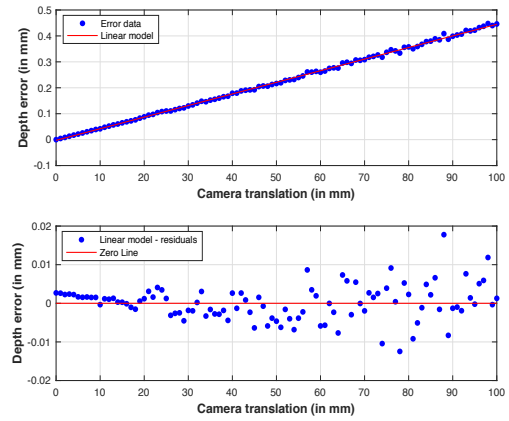 0.5
0.4
0.3
0.2
0.1
0
-0.1
Depth error (in mm)
Error data
Linear model
0 10 20 30 40 50 60 70 80 90 100
Camera translation (in mm)
0.02
0.01
0
-0.01
-0.02
Depth error (in mm)
Linear model - residuals
Zero Line
0 10 20 30 40 50 60 70 80 90 100
Camera translation (in mm)